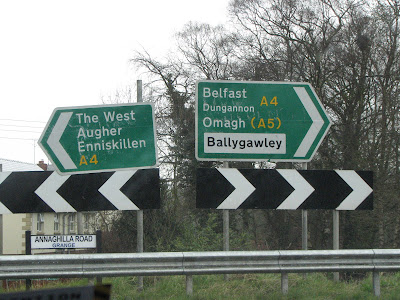 The West
Augher
Enniskillen
A4
Belfast
Dungannon A4
Omagh (A5)
Ballygawley
ANNAGHILLA ROAD
GRANGE